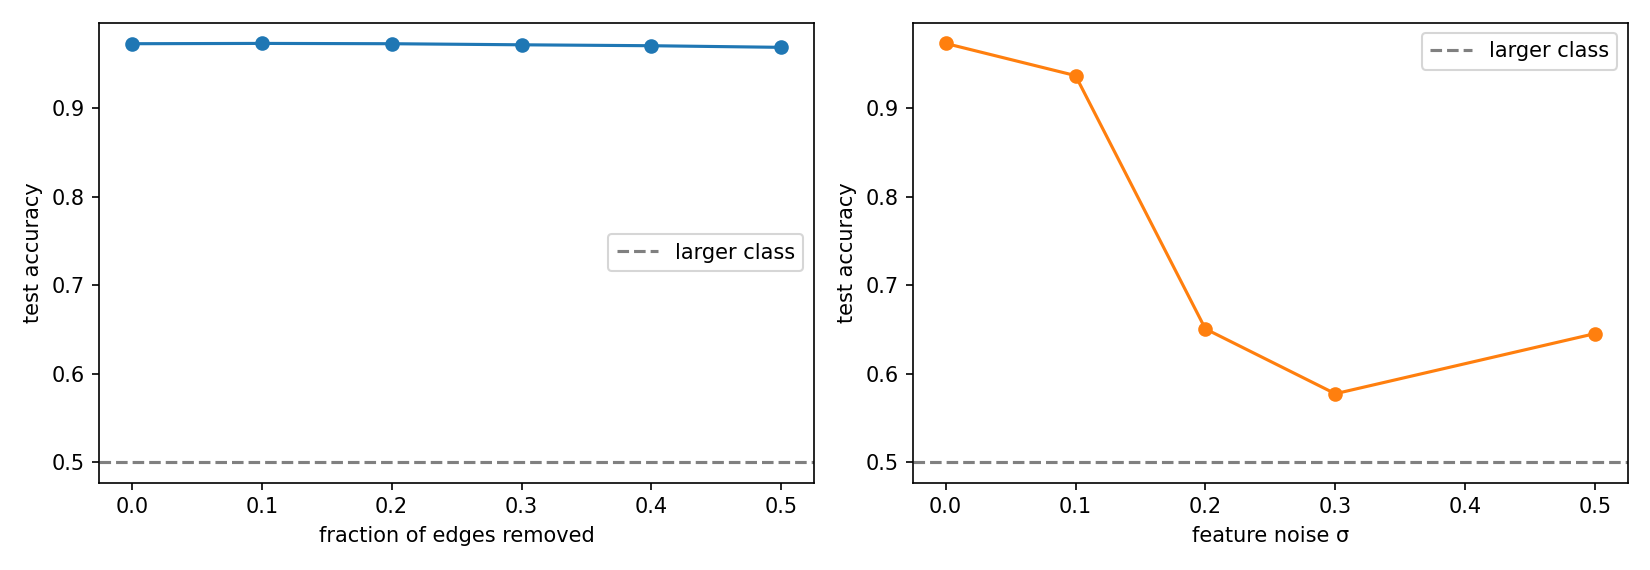 test accuracy
0.9
0.8
0.7
0.6
0.5
larger class
0.0 0.1 0.2 0.3 0.4 0.5
fraction of edges removed
test accuracy
0.9
0.8
0.7
0.6
0.5
larger class
0.0 0.1 0.2 0.3 0.4 0.5
feature noise σ